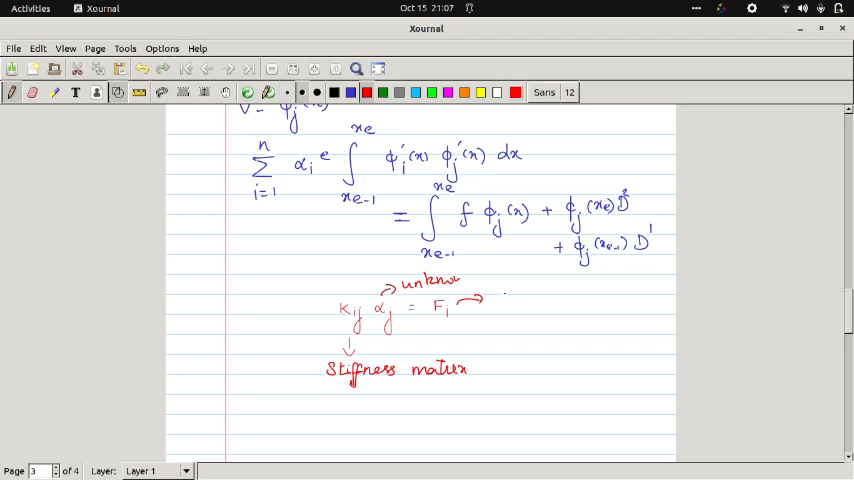 Activities Xournal Oct 15 21:07
Xournal
File Edit View Page Tools Options Help
Sans 12
n xe
∑ αᵢᵉ ∫ ϕᵢ′(x) ϕⱼ′(x) dx
i=1 xe-1
xe
= ∫ f ϕⱼ(x) + ϕⱼ(xe) D²
xe-1 + ϕⱼ(xe-1) D¹
unknow
Kij αj = Fi
Stiffness matrix
Page 3 of 4 Layer: Layer 1